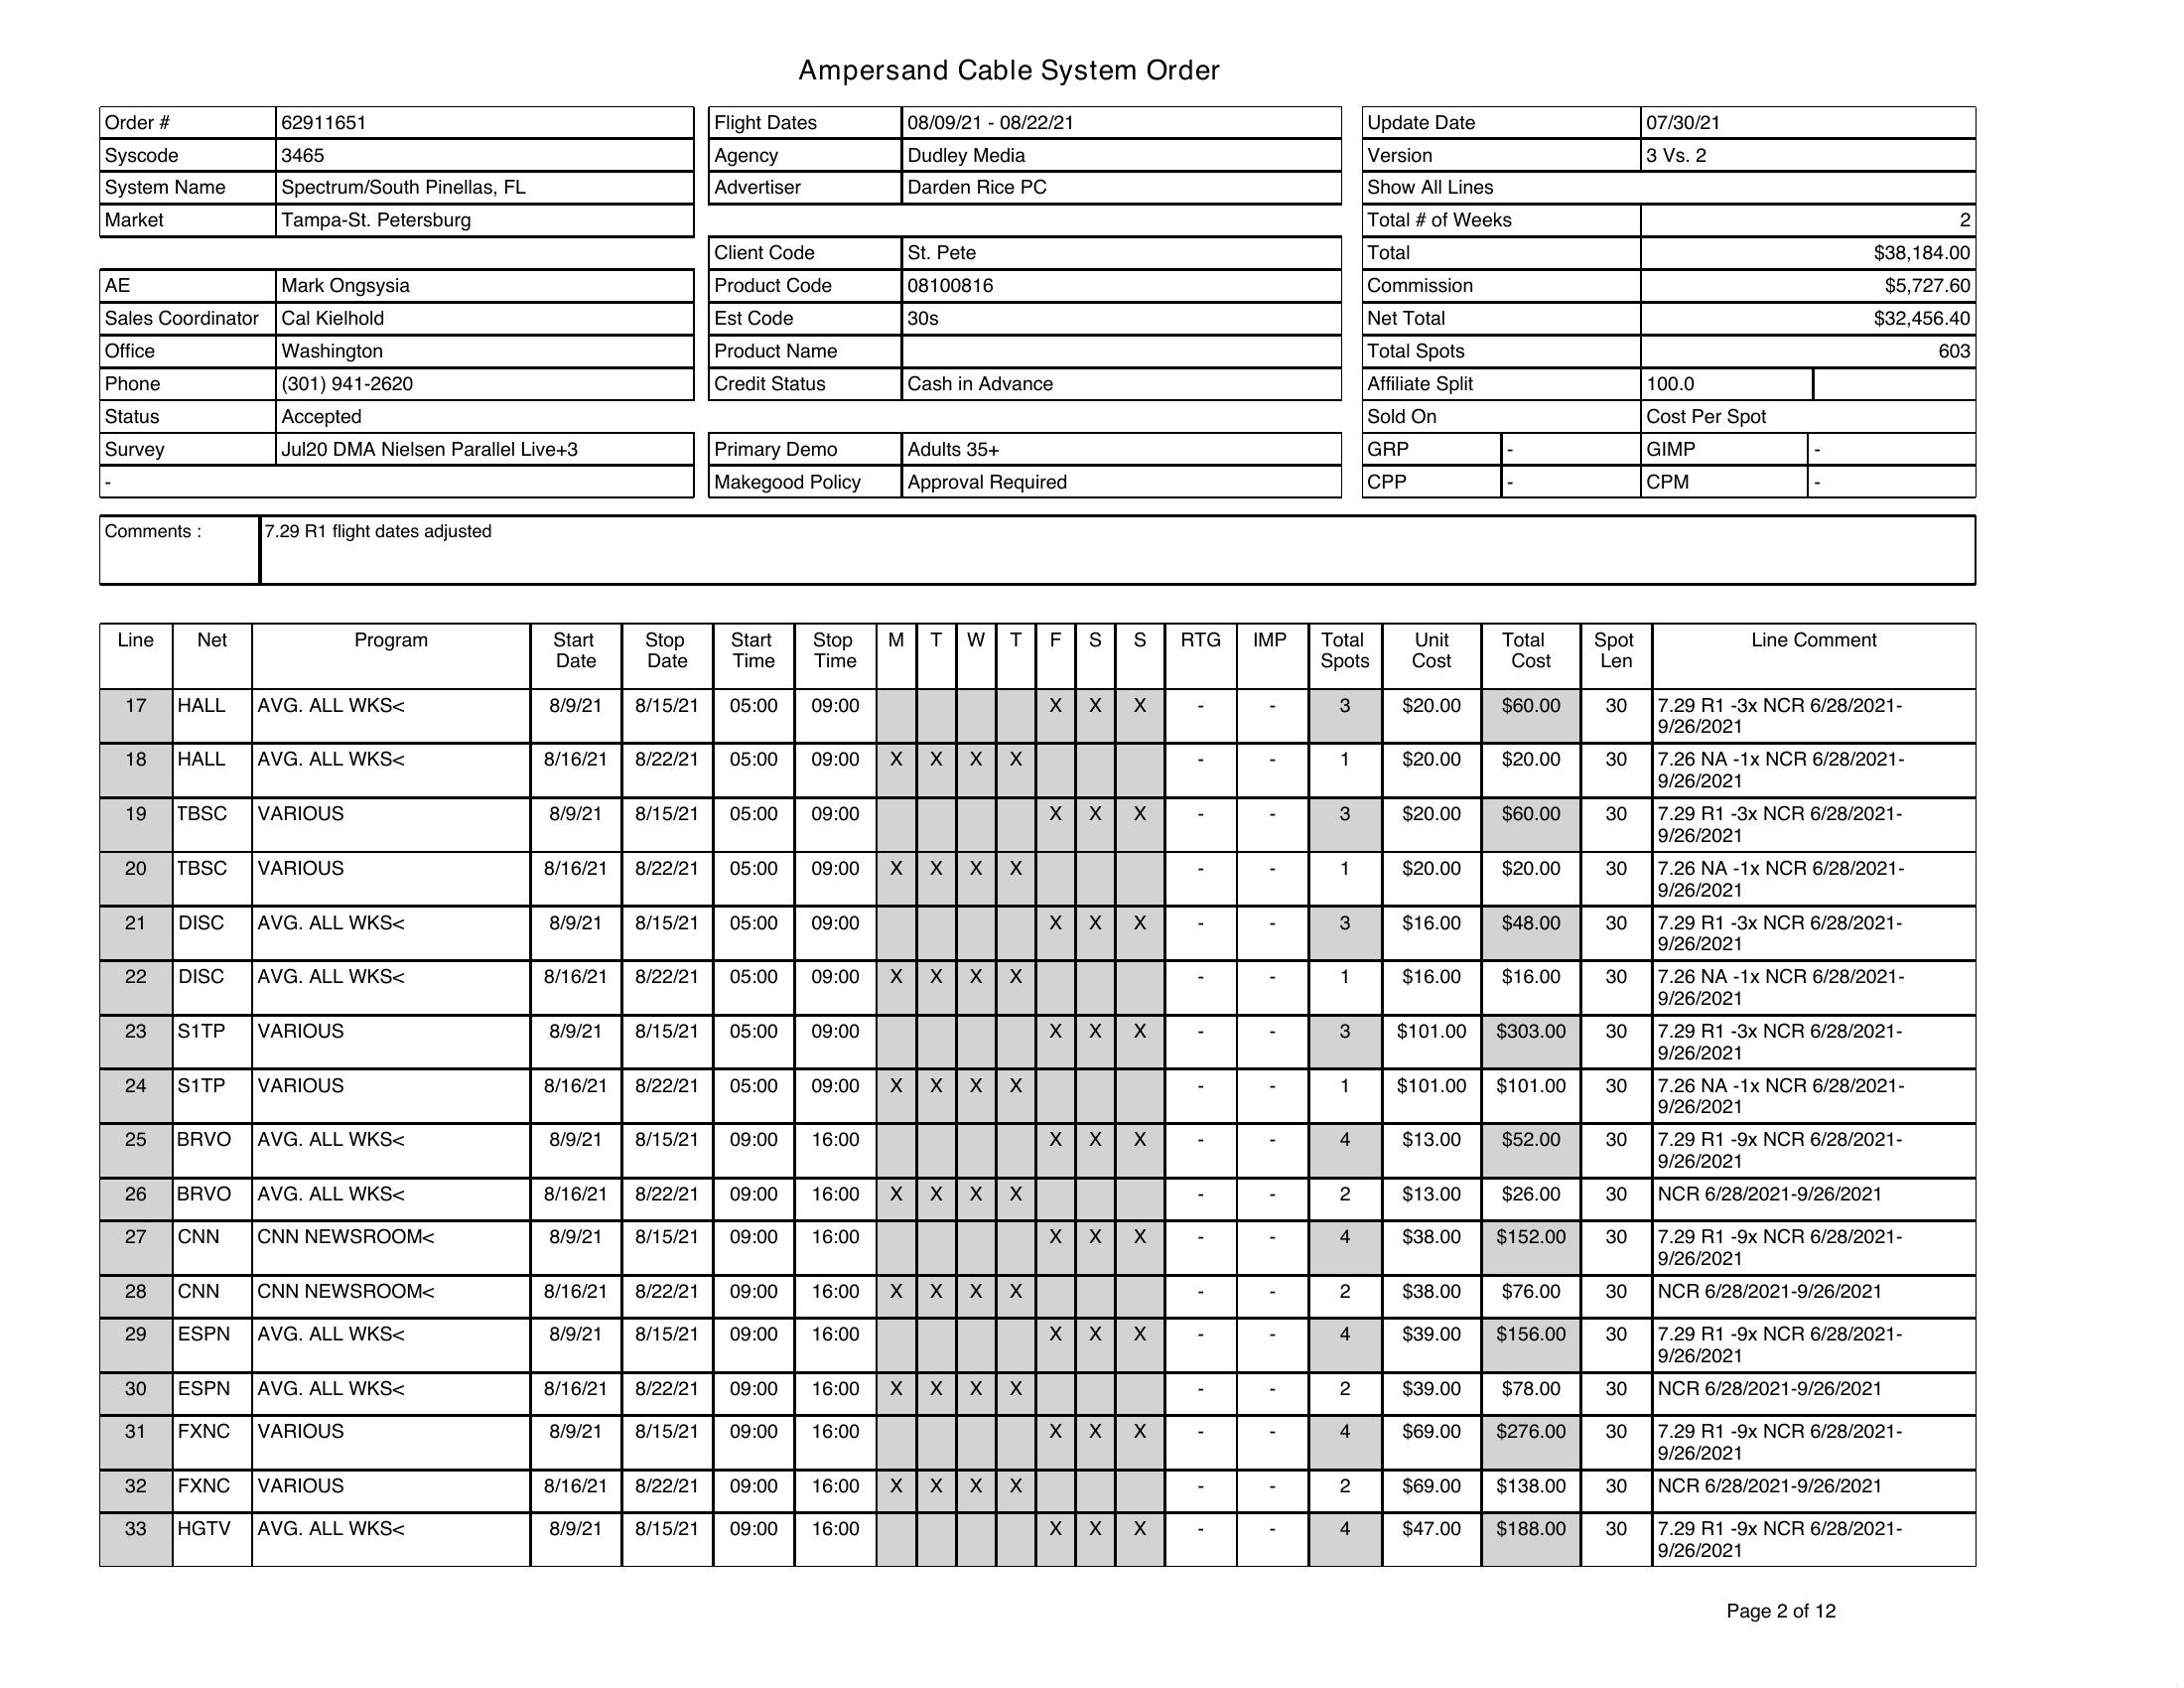 Ampersand Cable System Order
Order # 62911651 Flight Dates 08/09/21 - 08/22/21 Update Date 07/30/21
Syscode 3465 Agency Dudley Media Version 3 Vs. 2
System Name Spectrum/South Pinellas, FL Advertiser Darden Rice PC Show All Lines
Market Tampa-St. Petersburg Total # of Weeks 2
Client Code St. Pete Total $38,184.00
AE Mark Ongsysia Product Code 08100816 Commission $5,727.60
Sales Coordinator Cal Kielhold Est Code 30s Net Total $32,456.40
Office Washington Product Name Total Spots 603
Phone (301) 941-2620 Credit Status Cash in Advance Affiliate Split 100.0
Status Accepted Sold On Cost Per Spot
Survey Jul20 DMA Nielsen Parallel Live+3 Primary Demo Adults 35+ GRP - GIMP -
- Makegood Policy Approval Required CPP - CPM -
Comments : 7.29 R1 flight dates adjusted
Line Net Program Start Stop Start Stop M T W T F S S RTG IMP Total Unit Total Spot Line Comment
Date Date Time Time Spots Cost Cost Len
17 HALL AVG. ALL WKS< 8/9/21 8/15/21 05:00 09:00 X X X - - 3 $20.00 $60.00 30 7.29 R1 -3x NCR 6/28/2021-
9/26/2021
18 HALL AVG. ALL WKS< 8/16/21 8/22/21 05:00 09:00 X X X X - - 1 $20.00 $20.00 30 7.26 NA -1x NCR 6/28/2021-
9/26/2021
19 TBSC VARIOUS 8/9/21 8/15/21 05:00 09:00 X X X - - 3 $20.00 $60.00 30 7.29 R1 -3x NCR 6/28/2021-
9/26/2021
20 TBSC VARIOUS 8/16/21 8/22/21 05:00 09:00 X X X X - - 1 $20.00 $20.00 30 7.26 NA -1x NCR 6/28/2021-
9/26/2021
21 DISC AVG. ALL WKS< 8/9/21 8/15/21 05:00 09:00 X X X - - 3 $16.00 $48.00 30 7.29 R1 -3x NCR 6/28/2021-
9/26/2021
22 DISC AVG. ALL WKS< 8/16/21 8/22/21 05:00 09:00 X X X X - - 1 $16.00 $16.00 30 7.26 NA -1x NCR 6/28/2021-
9/26/2021
23 S1TP VARIOUS 8/9/21 8/15/21 05:00 09:00 X X X - - 3 $101.00 $303.00 30 7.29 R1 -3x NCR 6/28/2021-
9/26/2021
24 S1TP VARIOUS 8/16/21 8/22/21 05:00 09:00 X X X X - - 1 $101.00 $101.00 30 7.26 NA -1x NCR 6/28/2021-
9/26/2021
25 BRVO AVG. ALL WKS< 8/9/21 8/15/21 09:00 16:00 X X X - - 4 $13.00 $52.00 30 7.29 R1 -9x NCR 6/28/2021-
9/26/2021
26 BRVO AVG. ALL WKS< 8/16/21 8/22/21 09:00 16:00 X X X X - - 2 $13.00 $26.00 30 NCR 6/28/2021-9/26/2021
27 CNN CNN NEWSROOM< 8/9/21 8/15/21 09:00 16:00 X X X - - 4 $38.00 $152.00 30 7.29 R1 -9x NCR 6/28/2021-
9/26/2021
28 CNN CNN NEWSROOM< 8/16/21 8/22/21 09:00 16:00 X X X X - - 2 $38.00 $76.00 30 NCR 6/28/2021-9/26/2021
29 ESPN AVG. ALL WKS< 8/9/21 8/15/21 09:00 16:00 X X X - - 4 $39.00 $156.00 30 7.29 R1 -9x NCR 6/28/2021-
9/26/2021
30 ESPN AVG. ALL WKS< 8/16/21 8/22/21 09:00 16:00 X X X X - - 2 $39.00 $78.00 30 NCR 6/28/2021-9/26/2021
31 FXNC VARIOUS 8/9/21 8/15/21 09:00 16:00 X X X - - 4 $69.00 $276.00 30 7.29 R1 -9x NCR 6/28/2021-
9/26/2021
32 FXNC VARIOUS 8/16/21 8/22/21 09:00 16:00 X X X X - - 2 $69.00 $138.00 30 NCR 6/28/2021-9/26/2021
33 HGTV AVG. ALL WKS< 8/9/21 8/15/21 09:00 16:00 X X X - - 4 $47.00 $188.00 30 7.29 R1 -9x NCR 6/28/2021-
9/26/2021
Page 2 of 12